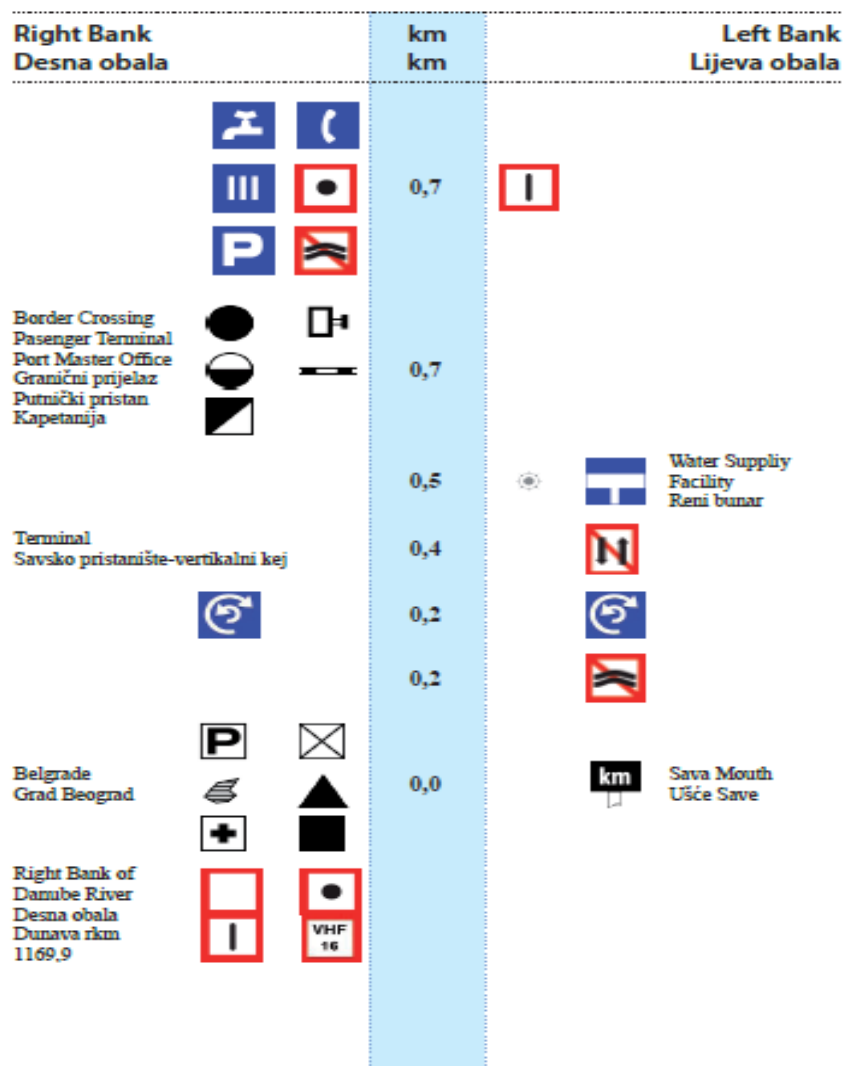 Right Bank km Left Bank
Desna obala km Lijeva obala
0,7
P
Border Crossing
Pasenger Terminal
Port Master Office
Granični prijelaz
Putnički pristan
Kapetanija
0,7
0,5
Water Suppliy
Facility
Reni bunar
Terminal
Savsko pristanište-vertikalni kej
0,4
N
0,2
0,2
P
Belgrade
Grad Beograd
0,0
km
Sava Mouth
Ušće Save
Right Bank of
Danube River
Desna obala
Dunava rkm
1169,9
VHF
16